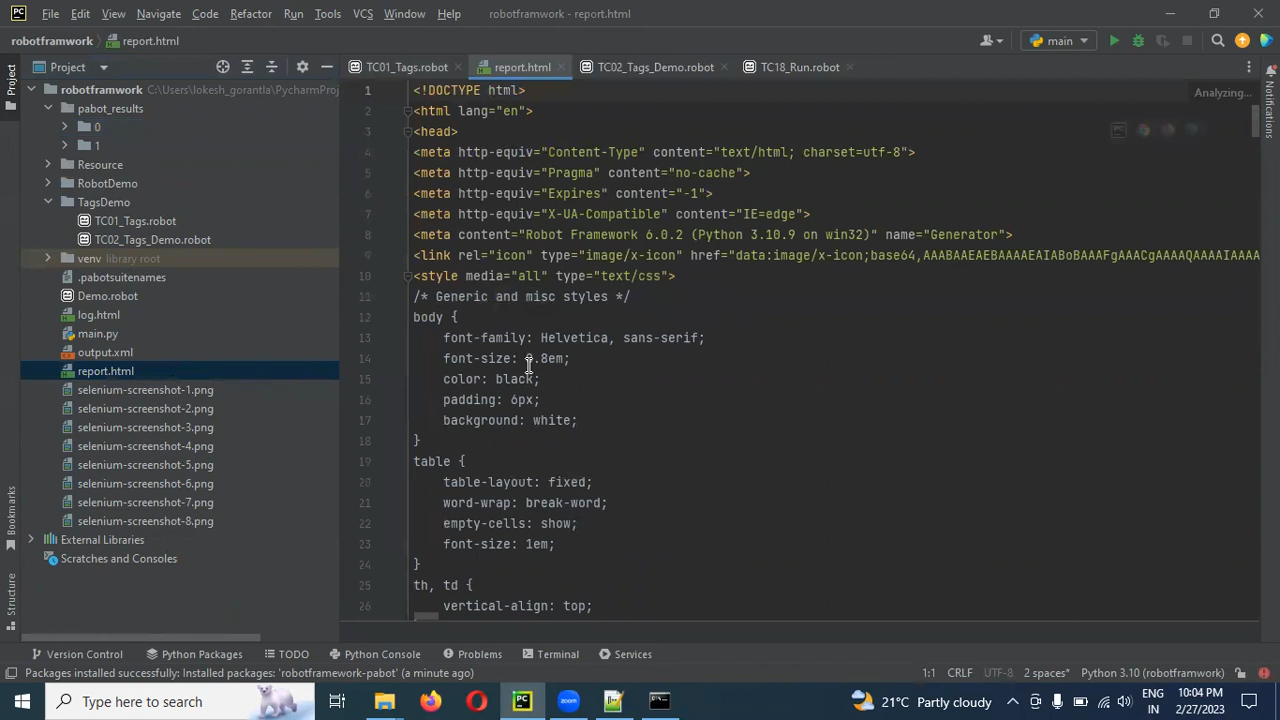 PC File Edit View Navigate Code Refactor Run Tools VCS Window Help robotframwork - report.html
robotframwork report.html main
Project TC01_Tags.robot report.html TC02_Tags_Demo.robot TC18_Run.robot
Project
Notifications
robotframwork C:\Users\lokesh_gorantla\PycharmProj
pabot_results
0
1
Resource
RobotDemo
TagsDemo
TC01_Tags.robot
TC02_Tags_Demo.robot
venv library root
.pabotsuitenames
Demo.robot
log.html
main.py
output.xml
report.html
selenium-screenshot-1.png
selenium-screenshot-2.png
selenium-screenshot-3.png
selenium-screenshot-4.png
selenium-screenshot-5.png
selenium-screenshot-6.png
selenium-screenshot-7.png
selenium-screenshot-8.png
External Libraries
Scratches and Consoles
Bookmarks
Structure
Analyzing...
1 <!DOCTYPE html>
2 <html lang="en">
3 <head>
4 <meta http-equiv="Content-Type" content="text/html; charset=utf-8">
5 <meta http-equiv="Pragma" content="no-cache">
6 <meta http-equiv="Expires" content="-1">
7 <meta http-equiv="X-UA-Compatible" content="IE=edge">
8 <meta content="Robot Framework 6.0.2 (Python 3.10.9 on win32)" name="Generator">
9 <link rel="icon" type="image/x-icon" href="data:image/x-icon;base64,AAABAAEAEBAAAAEAIABoBAAAFgAAACgAAAAQAAAAIAAAA
10 <style media="all" type="text/css">
11 /* Generic and misc styles */
12 body {
13 font-family: Helvetica, sans-serif;
14 font-size: 0.8em;
15 color: black;
16 padding: 6px;
17 background: white;
18 }
19 table {
20 table-layout: fixed;
21 word-wrap: break-word;
22 empty-cells: show;
23 font-size: 1em;
24 }
25 th, td {
26 vertical-align: top;
Version Control Python Packages TODO Python Console Problems Terminal Services
Packages installed successfully: Installed packages: 'robotframework-pabot' (a minute ago) 1:1 CRLF UTF-8 2 spaces* Python 3.10 (robotframwork)
Type here to search 21°C Partly cloudy ENG IN 10:04 PM 2/27/2023